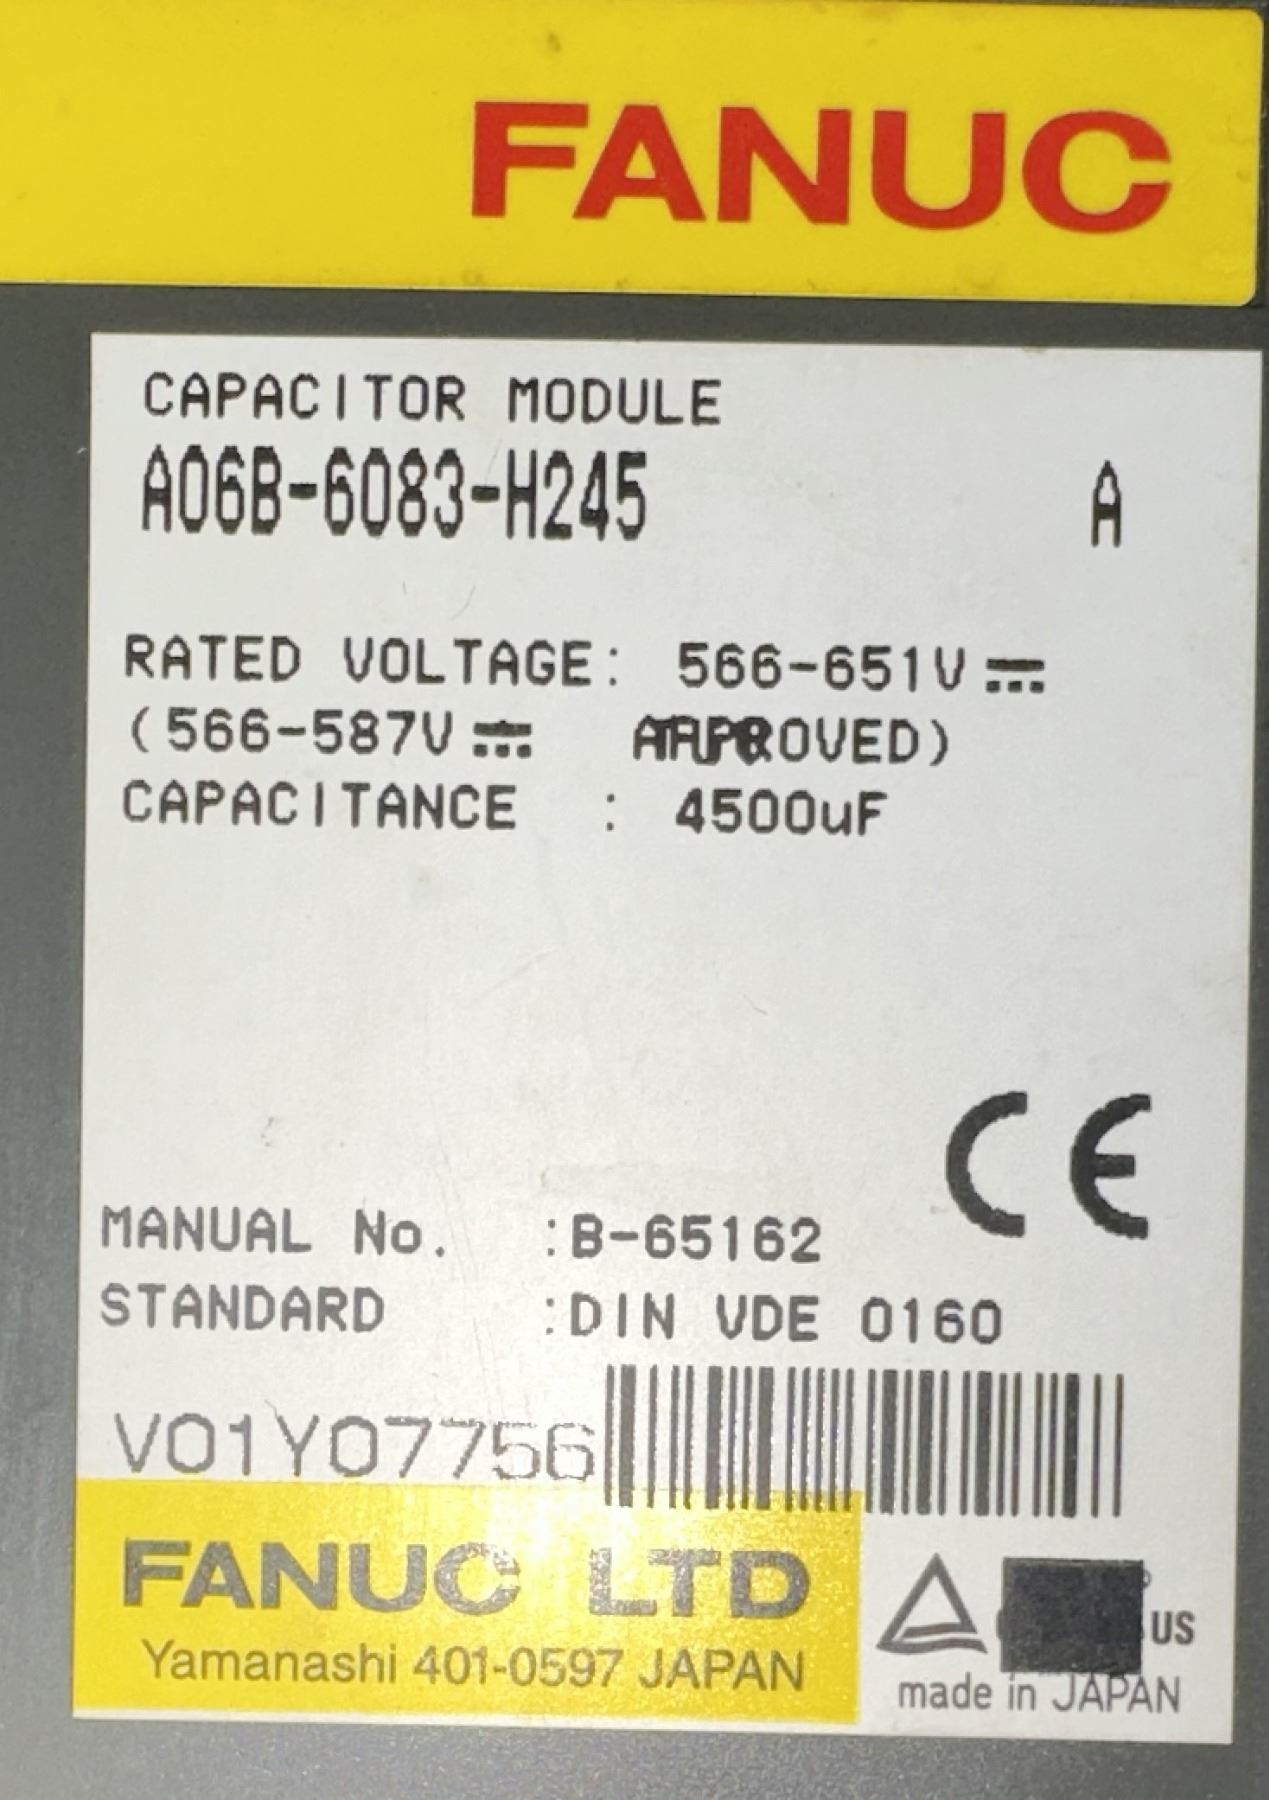 FANUC
CAPACITOR MODULE
A06B-6083-H245 A
RATED VOLTAGE: 566-651V
(566-587V APPROVED)
CAPACITANCE : 4500uF
CE
MANUAL No. :B-65162
STANDARD :DIN VDE 0160
V01Y07756
FANUC LTD
Yamanashi 401-0597 JAPAN
US
made in JAPAN